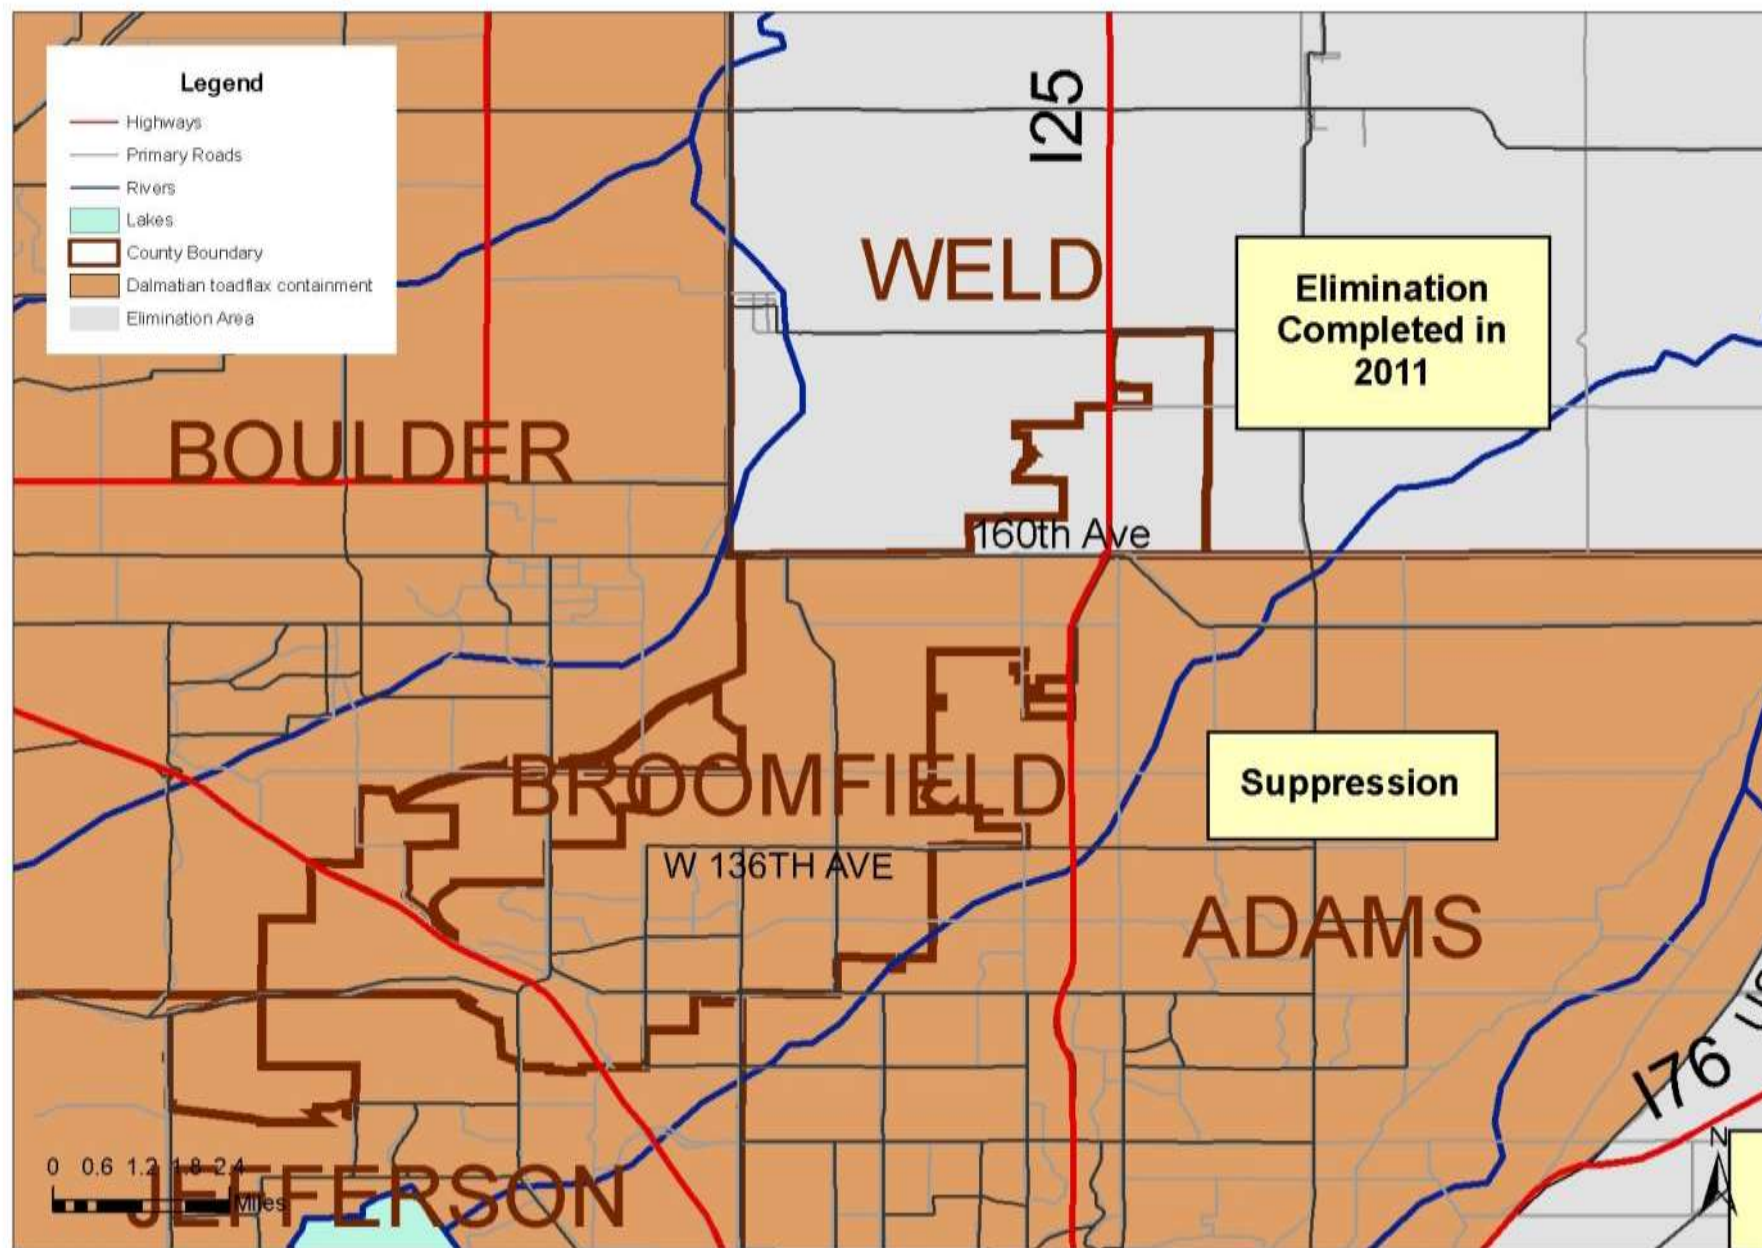 Legend
Highways
Primary Roads
Rivers
Lakes
County Boundary
Dalmatian toadflax containment
Elimination Area
I25
WELD
Elimination
Completed in
2011
BOULDER
160th Ave
BROOMFIELD
Suppression
W 136TH AVE
ADAMS
I76
N
0 0.6 1.2 1.8 2.4
Miles
JEFFERSON